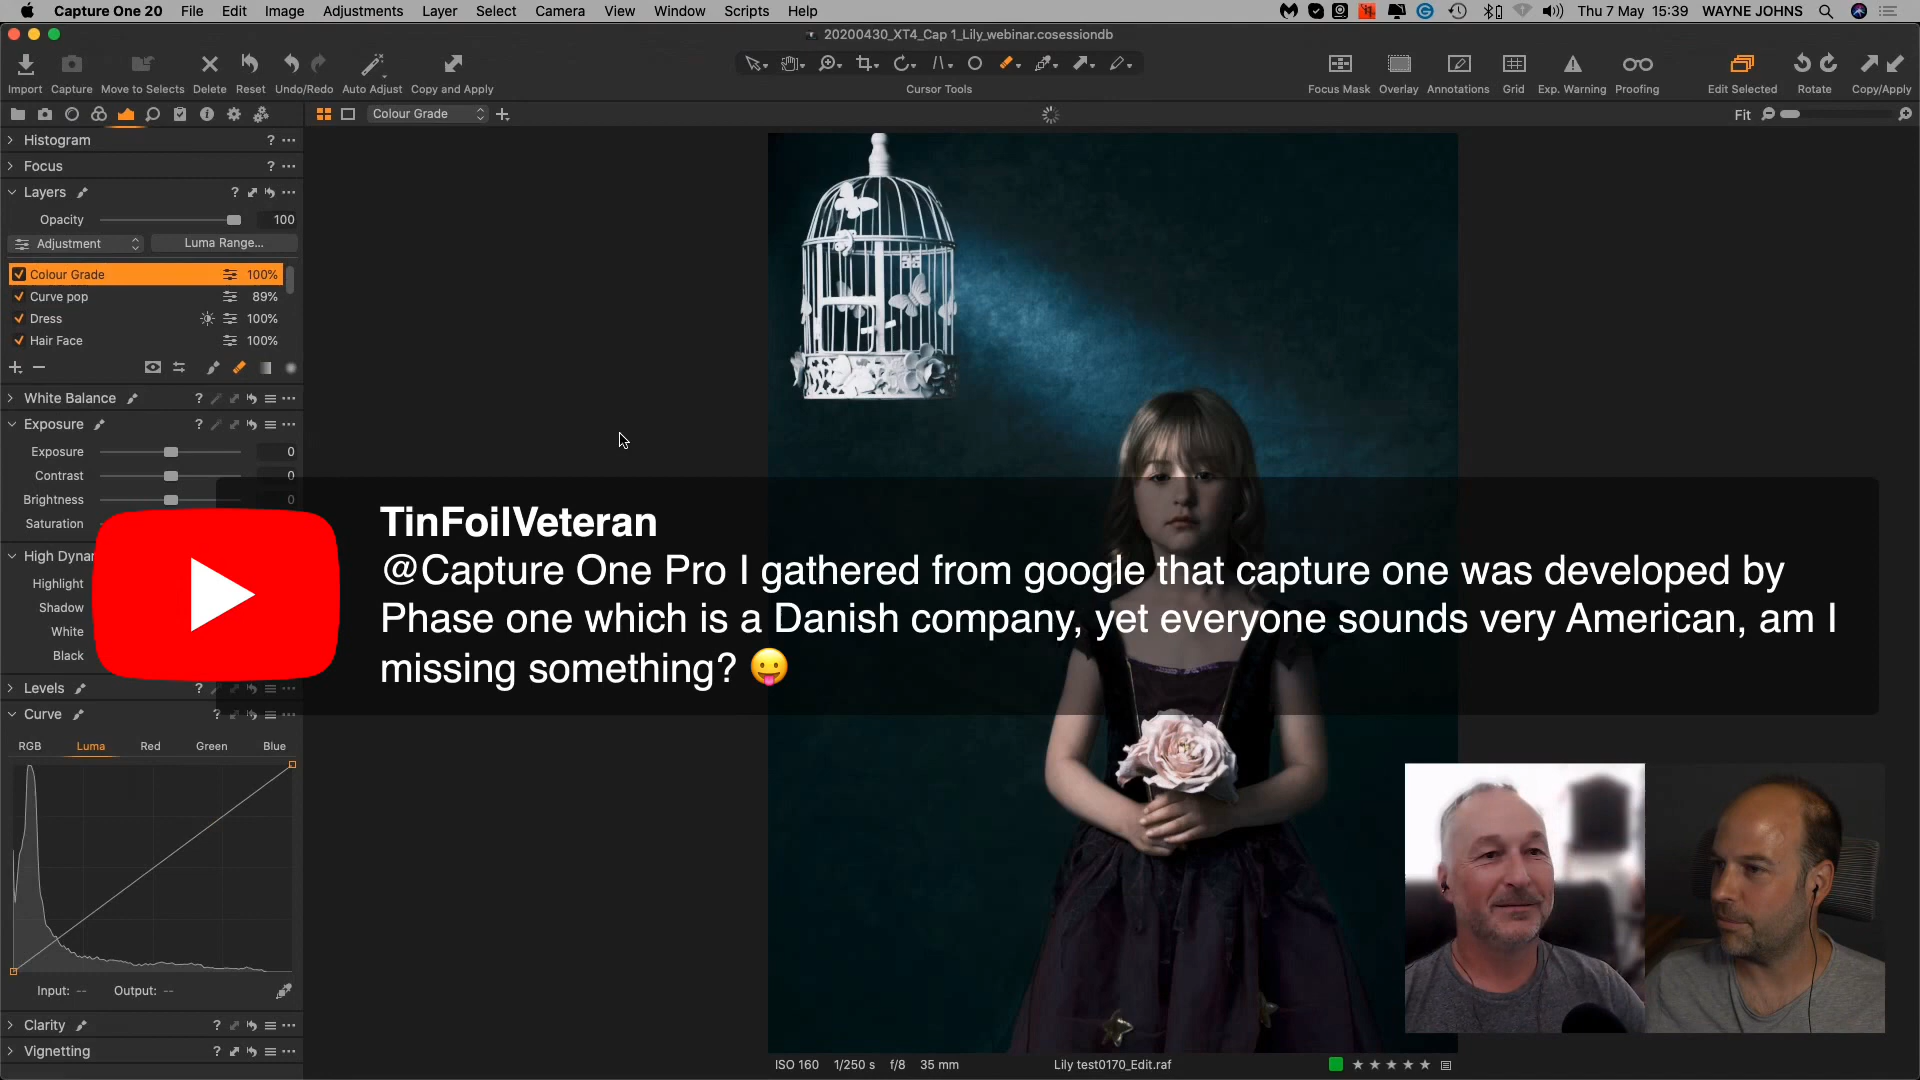 Capture One 20 File Edit Image Adjustments Layer Select Camera View Window Scripts Help Thu 7 May 15:39 WAYNE JOHNS
20200430_XT4_Cap 1_Lily_webinar.cosessiondb
Import Capture Move to Selects Delete Reset Undo/Redo Auto Adjust Copy and Apply Cursor Tools Focus Mask Overlay Annotations Grid Exp. Warning Proofing Edit Selected Rotate Copy/Apply
Colour Grade Fit
Histogram ? ...
Focus ? ...
Layers ? ...
Opacity 100
Adjustment Luma Range...
Colour Grade 100%
Curve pop 89%
Dress 100%
Hair Face 100%
White Balance ? ...
Exposure ? ...
Exposure 0
Contrast 0
Brightness 0
Saturation
High Dynam
Highlight
Shadow
White
Black
TinFoilVeteran
@Capture One Pro I gathered from google that capture one was developed by
Phase one which is a Danish company, yet everyone sounds very American, am I
missing something? 😛
Levels ? ...
Curve ? ...
RGB Luma Red Green Blue
Input: -- Output: --
Clarity ? ...
Vignetting ? ...
ISO 160 1/250 s f/8 35 mm Lily test0170_Edit.raf